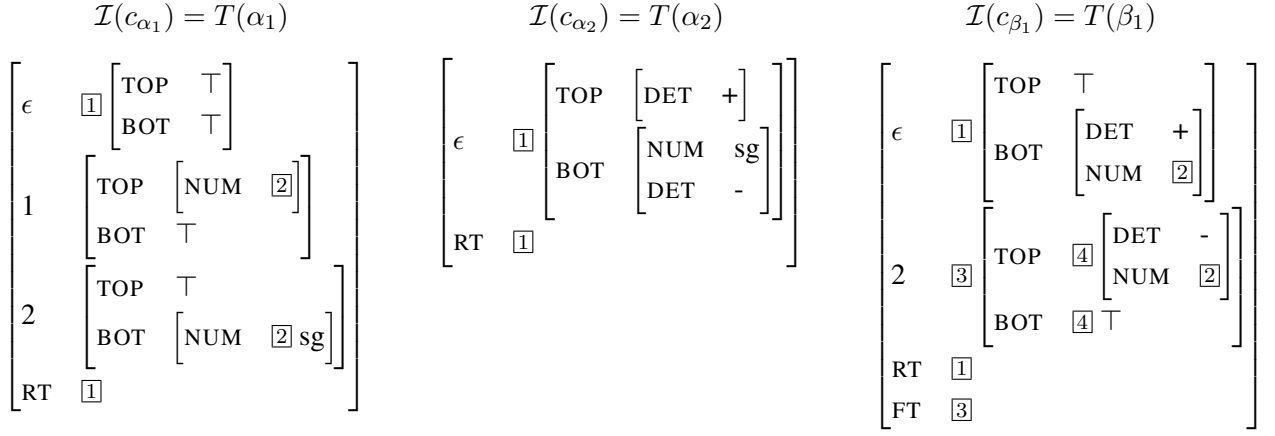 𝓘(c_{α₁}) = T(α₁)
ϵ [1] TOP ⊤
BOT ⊤
1 TOP NUM [2]
BOT ⊤
2 TOP ⊤
BOT NUM [2] sg
RT [1]
𝓘(c_{α₂}) = T(α₂)
ϵ [1] TOP DET +
BOT NUM sg
DET -
RT [1]
𝓘(c_{β₁}) = T(β₁)
ϵ [1] TOP ⊤
BOT DET +
NUM [2]
2 [3] TOP [4] DET -
NUM [2]
BOT [4] ⊤
RT [1]
FT [3]